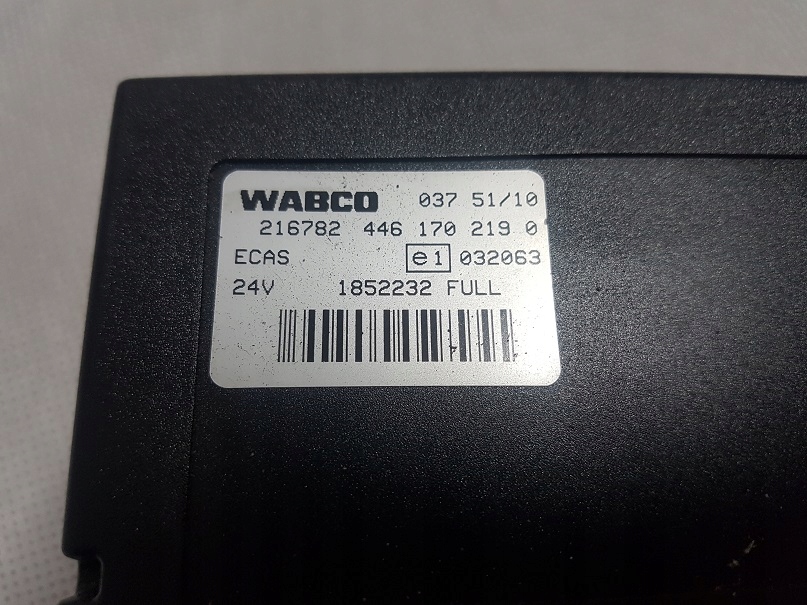 WABCO 037 51/10
216782 446 170 219 0
ECAS e1 032063
24V 1852232 FULL